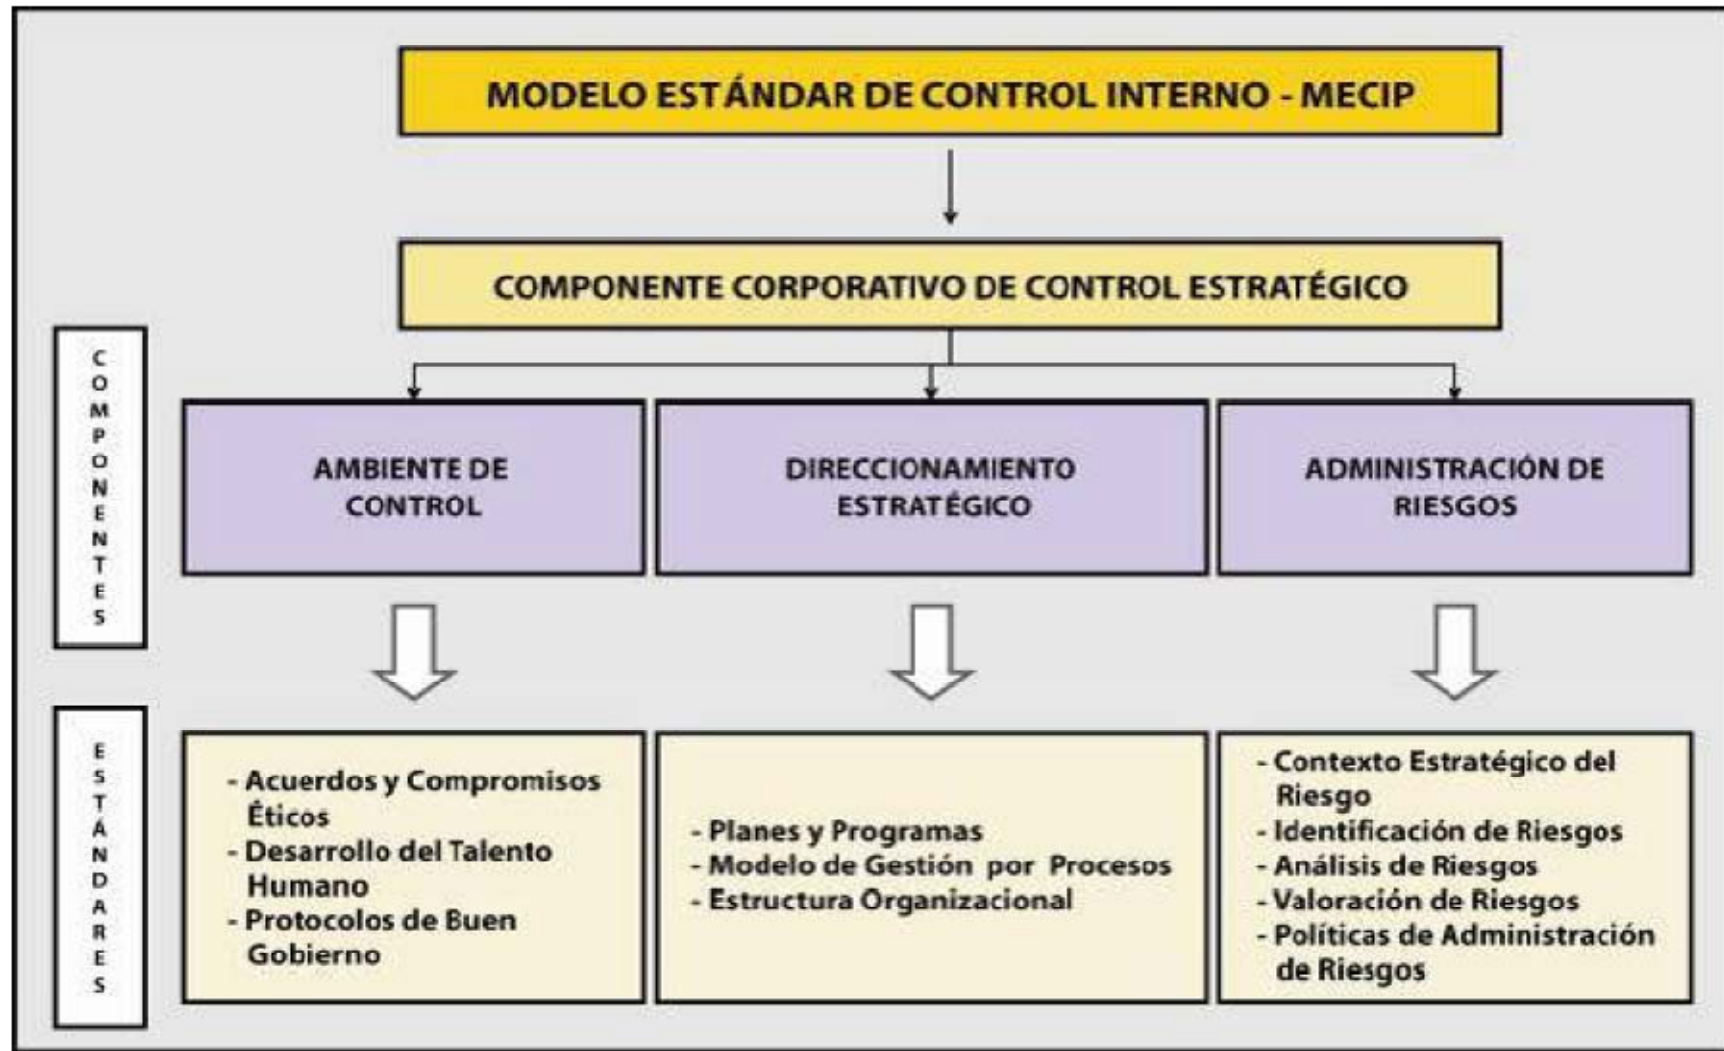 MODELO ESTÁNDAR DE CONTROL INTERNO - MECIP
COMPONENTE CORPORATIVO DE CONTROL ESTRATÉGICO
COMPONENTES
AMBIENTE DE
CONTROL
DIRECCIONAMIENTO
ESTRATÉGICO
ADMINISTRACIÓN DE
RIESGOS
ESTÁNDARES
- Acuerdos y Compromisos
Éticos
- Desarrollo del Talento
Humano
- Protocolos de Buen
Gobierno
- Planes y Programas
- Modelo de Gestión por Procesos
- Estructura Organizacional
- Contexto Estratégico del
Riesgo
- Identificación de Riesgos
- Análisis de Riesgos
- Valoración de Riesgos
- Políticas de Administración
de Riesgos